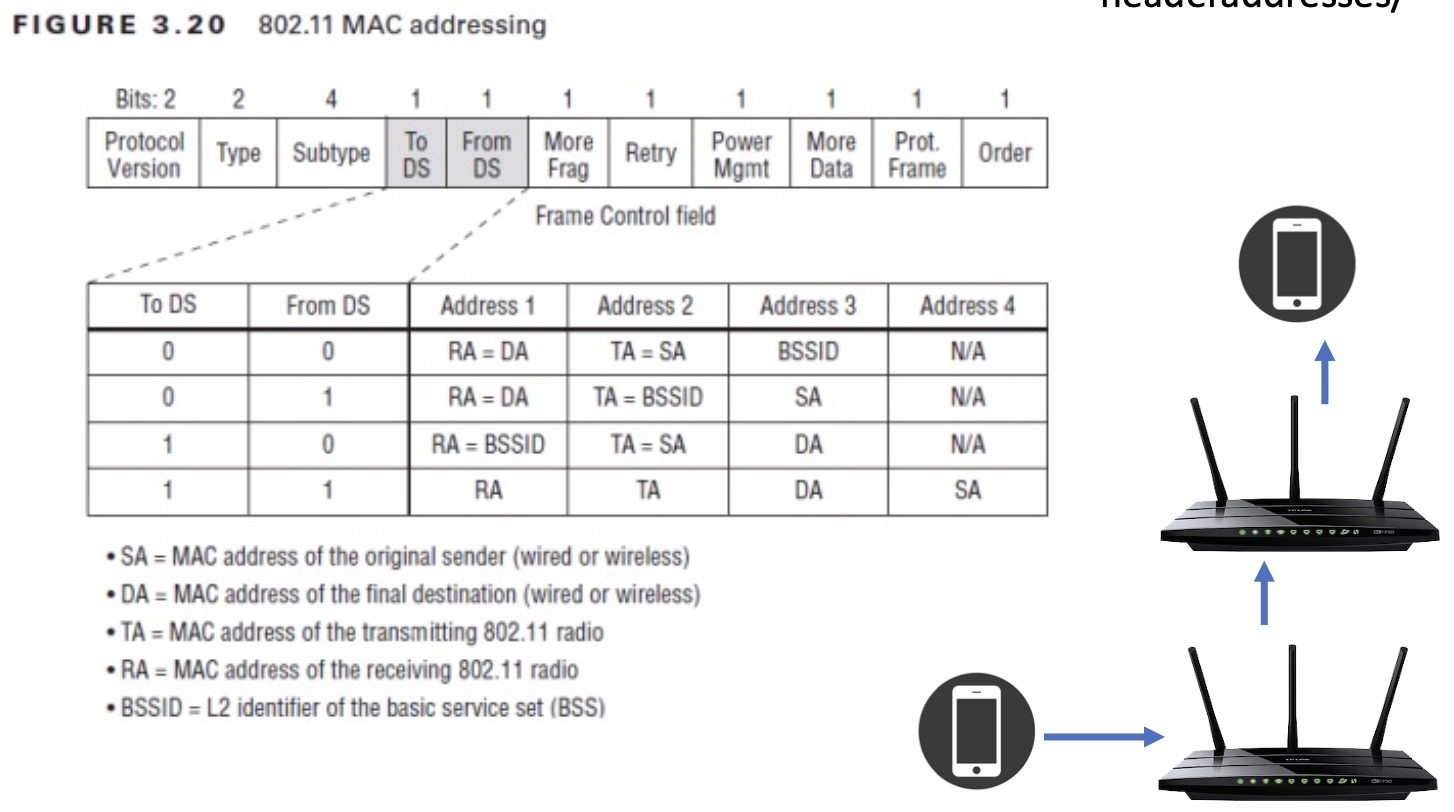 headeraddresses/
FIGURE 3.20 802.11 MAC addressing
Bits: 2 2 4 1 1 1 1 1 1 1 1
Protocol Version Type Subtype To DS From DS More Frag Retry Power Mgmt More Data Prot. Frame Order
Frame Control field
To DS From DS Address 1 Address 2 Address 3 Address 4
0 0 RA = DA TA = SA BSSID N/A
0 1 RA = DA TA = BSSID SA N/A
1 0 RA = BSSID TA = SA DA N/A
1 1 RA TA DA SA
• SA = MAC address of the original sender (wired or wireless)
• DA = MAC address of the final destination (wired or wireless)
• TA = MAC address of the transmitting 802.11 radio
• RA = MAC address of the receiving 802.11 radio
• BSSID = L2 identifier of the basic service set (BSS)